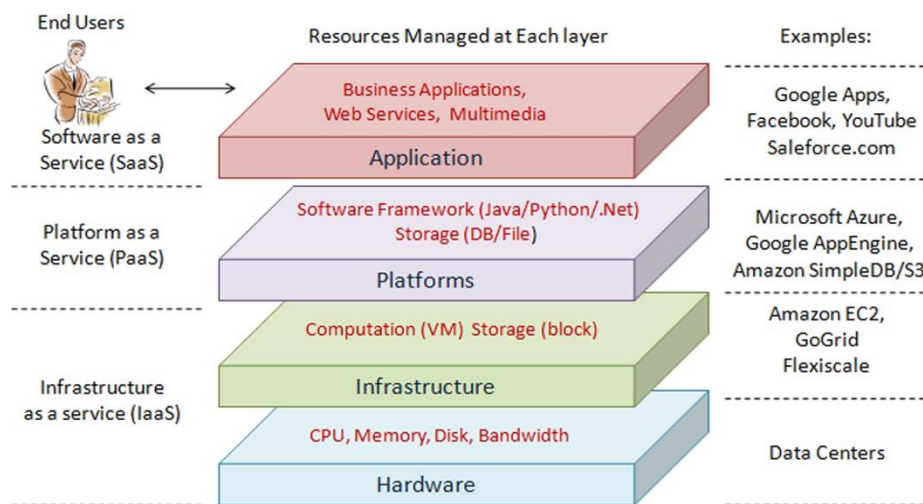 End Users
Resources Managed at Each layer
Examples:
Business Applications,
Web Services, Multimedia
Application
Software as a
Service (SaaS)
Google Apps,
Facebook, YouTube
Saleforce.com
Software Framework (Java/Python/.Net)
Storage (DB/File)
Platforms
Platform as a
Service (PaaS)
Microsoft Azure,
Google AppEngine,
Amazon SimpleDB/S3
Computation (VM) Storage (block)
Infrastructure
Amazon EC2,
GoGrid
Flexiscale
Infrastructure
as a service (IaaS)
CPU, Memory, Disk, Bandwidth
Hardware
Data Centers